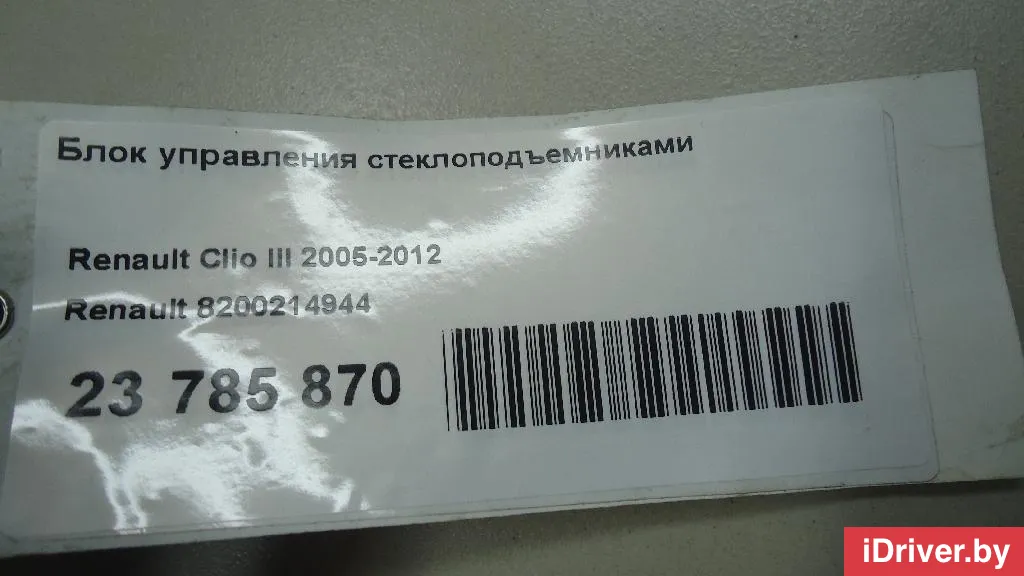 Блок управления стеклоподъемниками
Renault Clio III 2005-2012
Renault 8200214944
23 785 870
iDriver.by